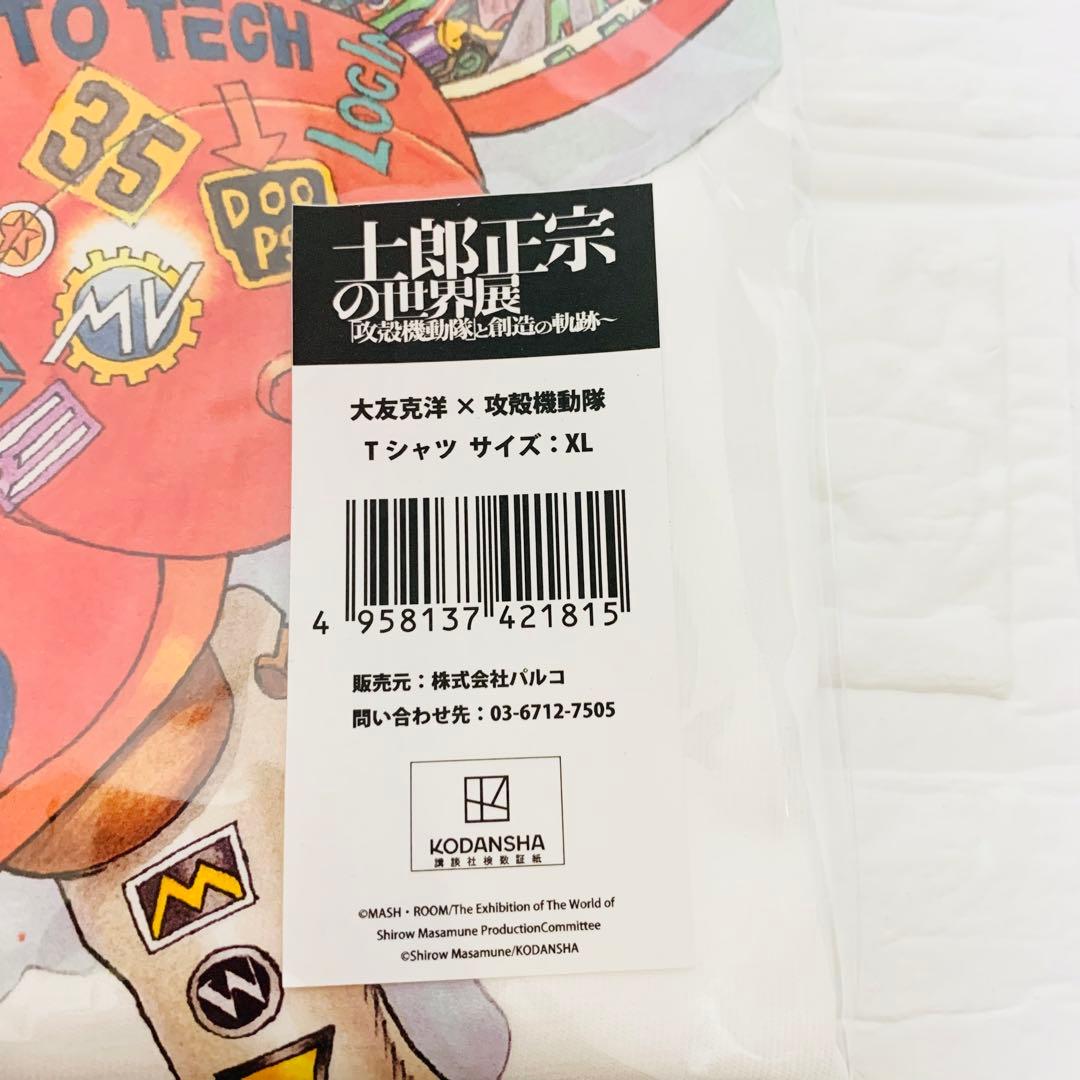 TO TECH
35
LOCK
DOO
PS
MV
士郎正宗
の世界展
「攻殻機動隊」と創造の軌跡〜
大友克洋 × 攻殻機動隊
Tシャツ サイズ:XL
4 958137 421815
販売元:株式会社パルコ
問い合わせ先:03-6712-7505
KODANSHA
講談社検数証紙
©MASH・ROOM/The Exhibition of The World of
Shirow Masamune ProductionCommittee
©Shirow Masamune/KODANSHA
M
W